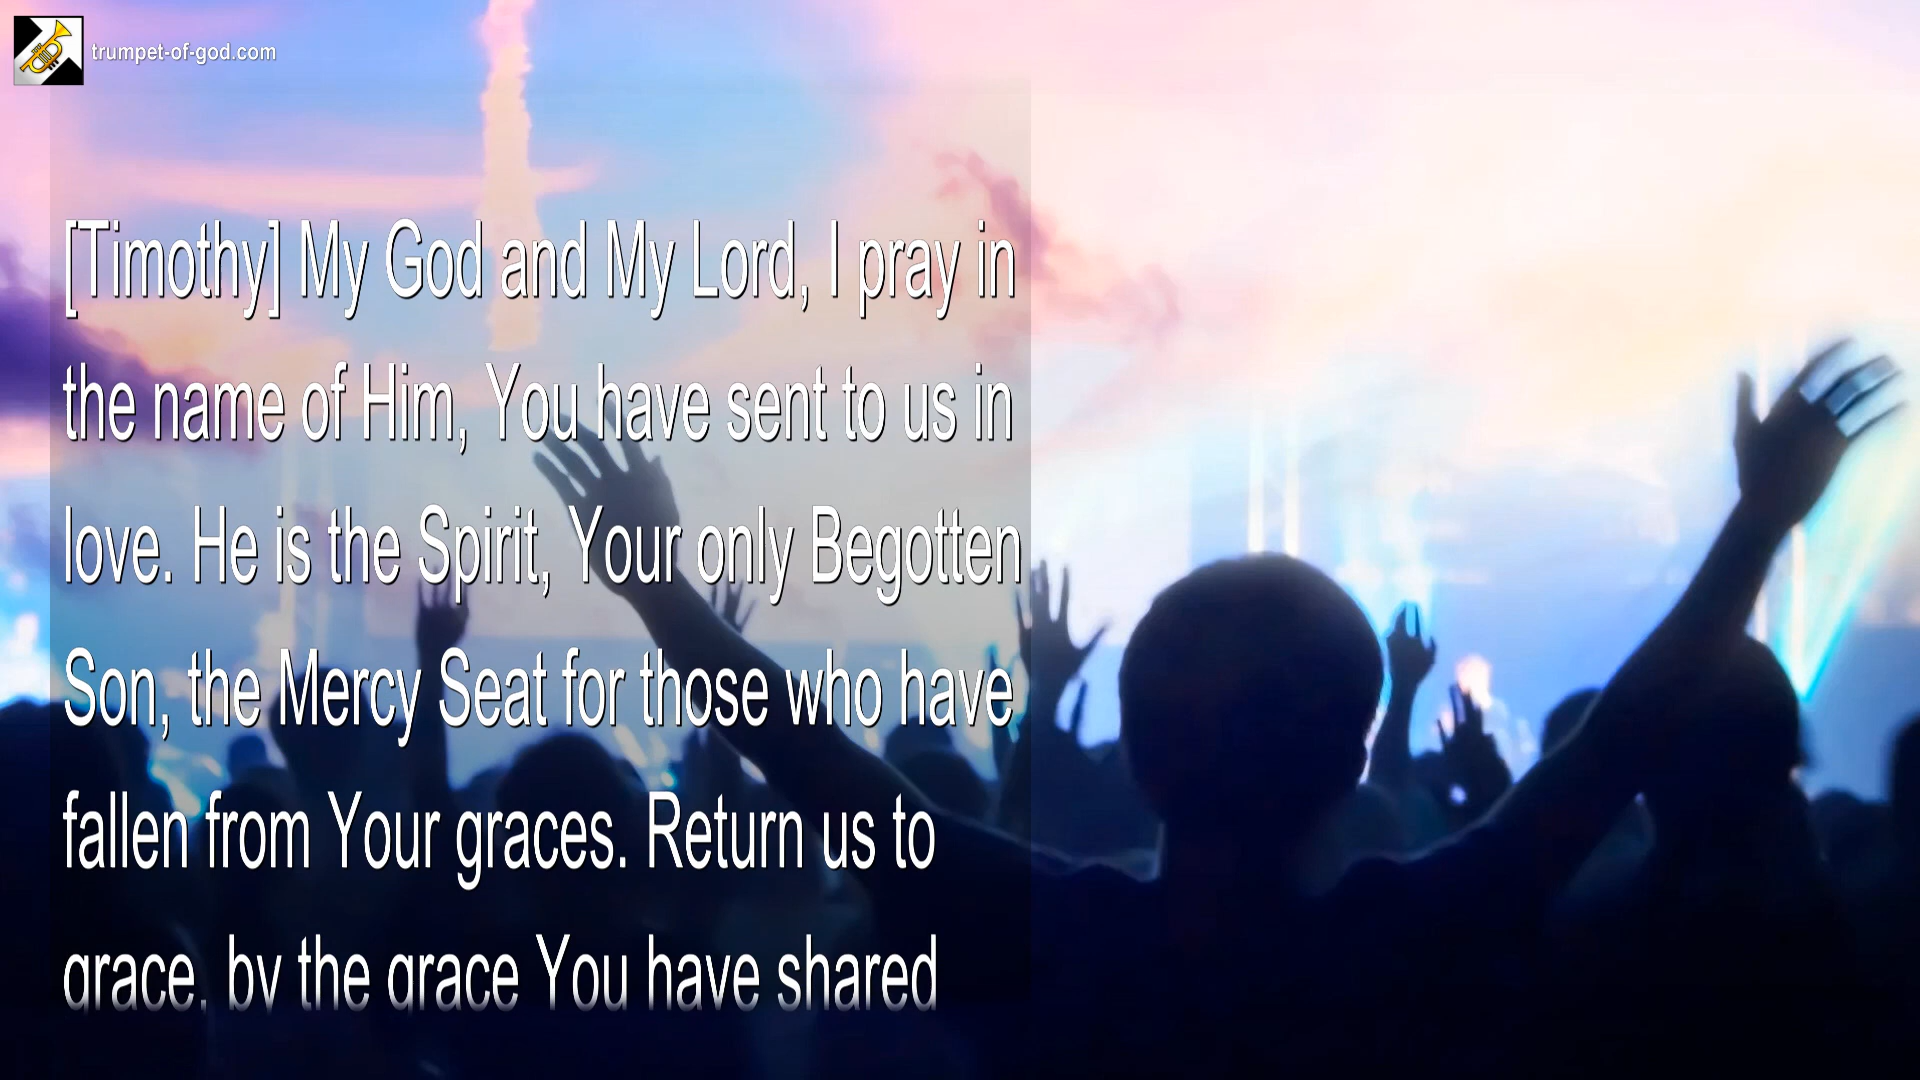 trumpet-of-god.com
[Timothy] My God and My Lord, I pray in
the name of Him, You have sent to us in
love. He is the Spirit, Your only Begotten
Son, the Mercy Seat for those who have
fallen from Your graces. Return us to
grace, by the grace You have shared